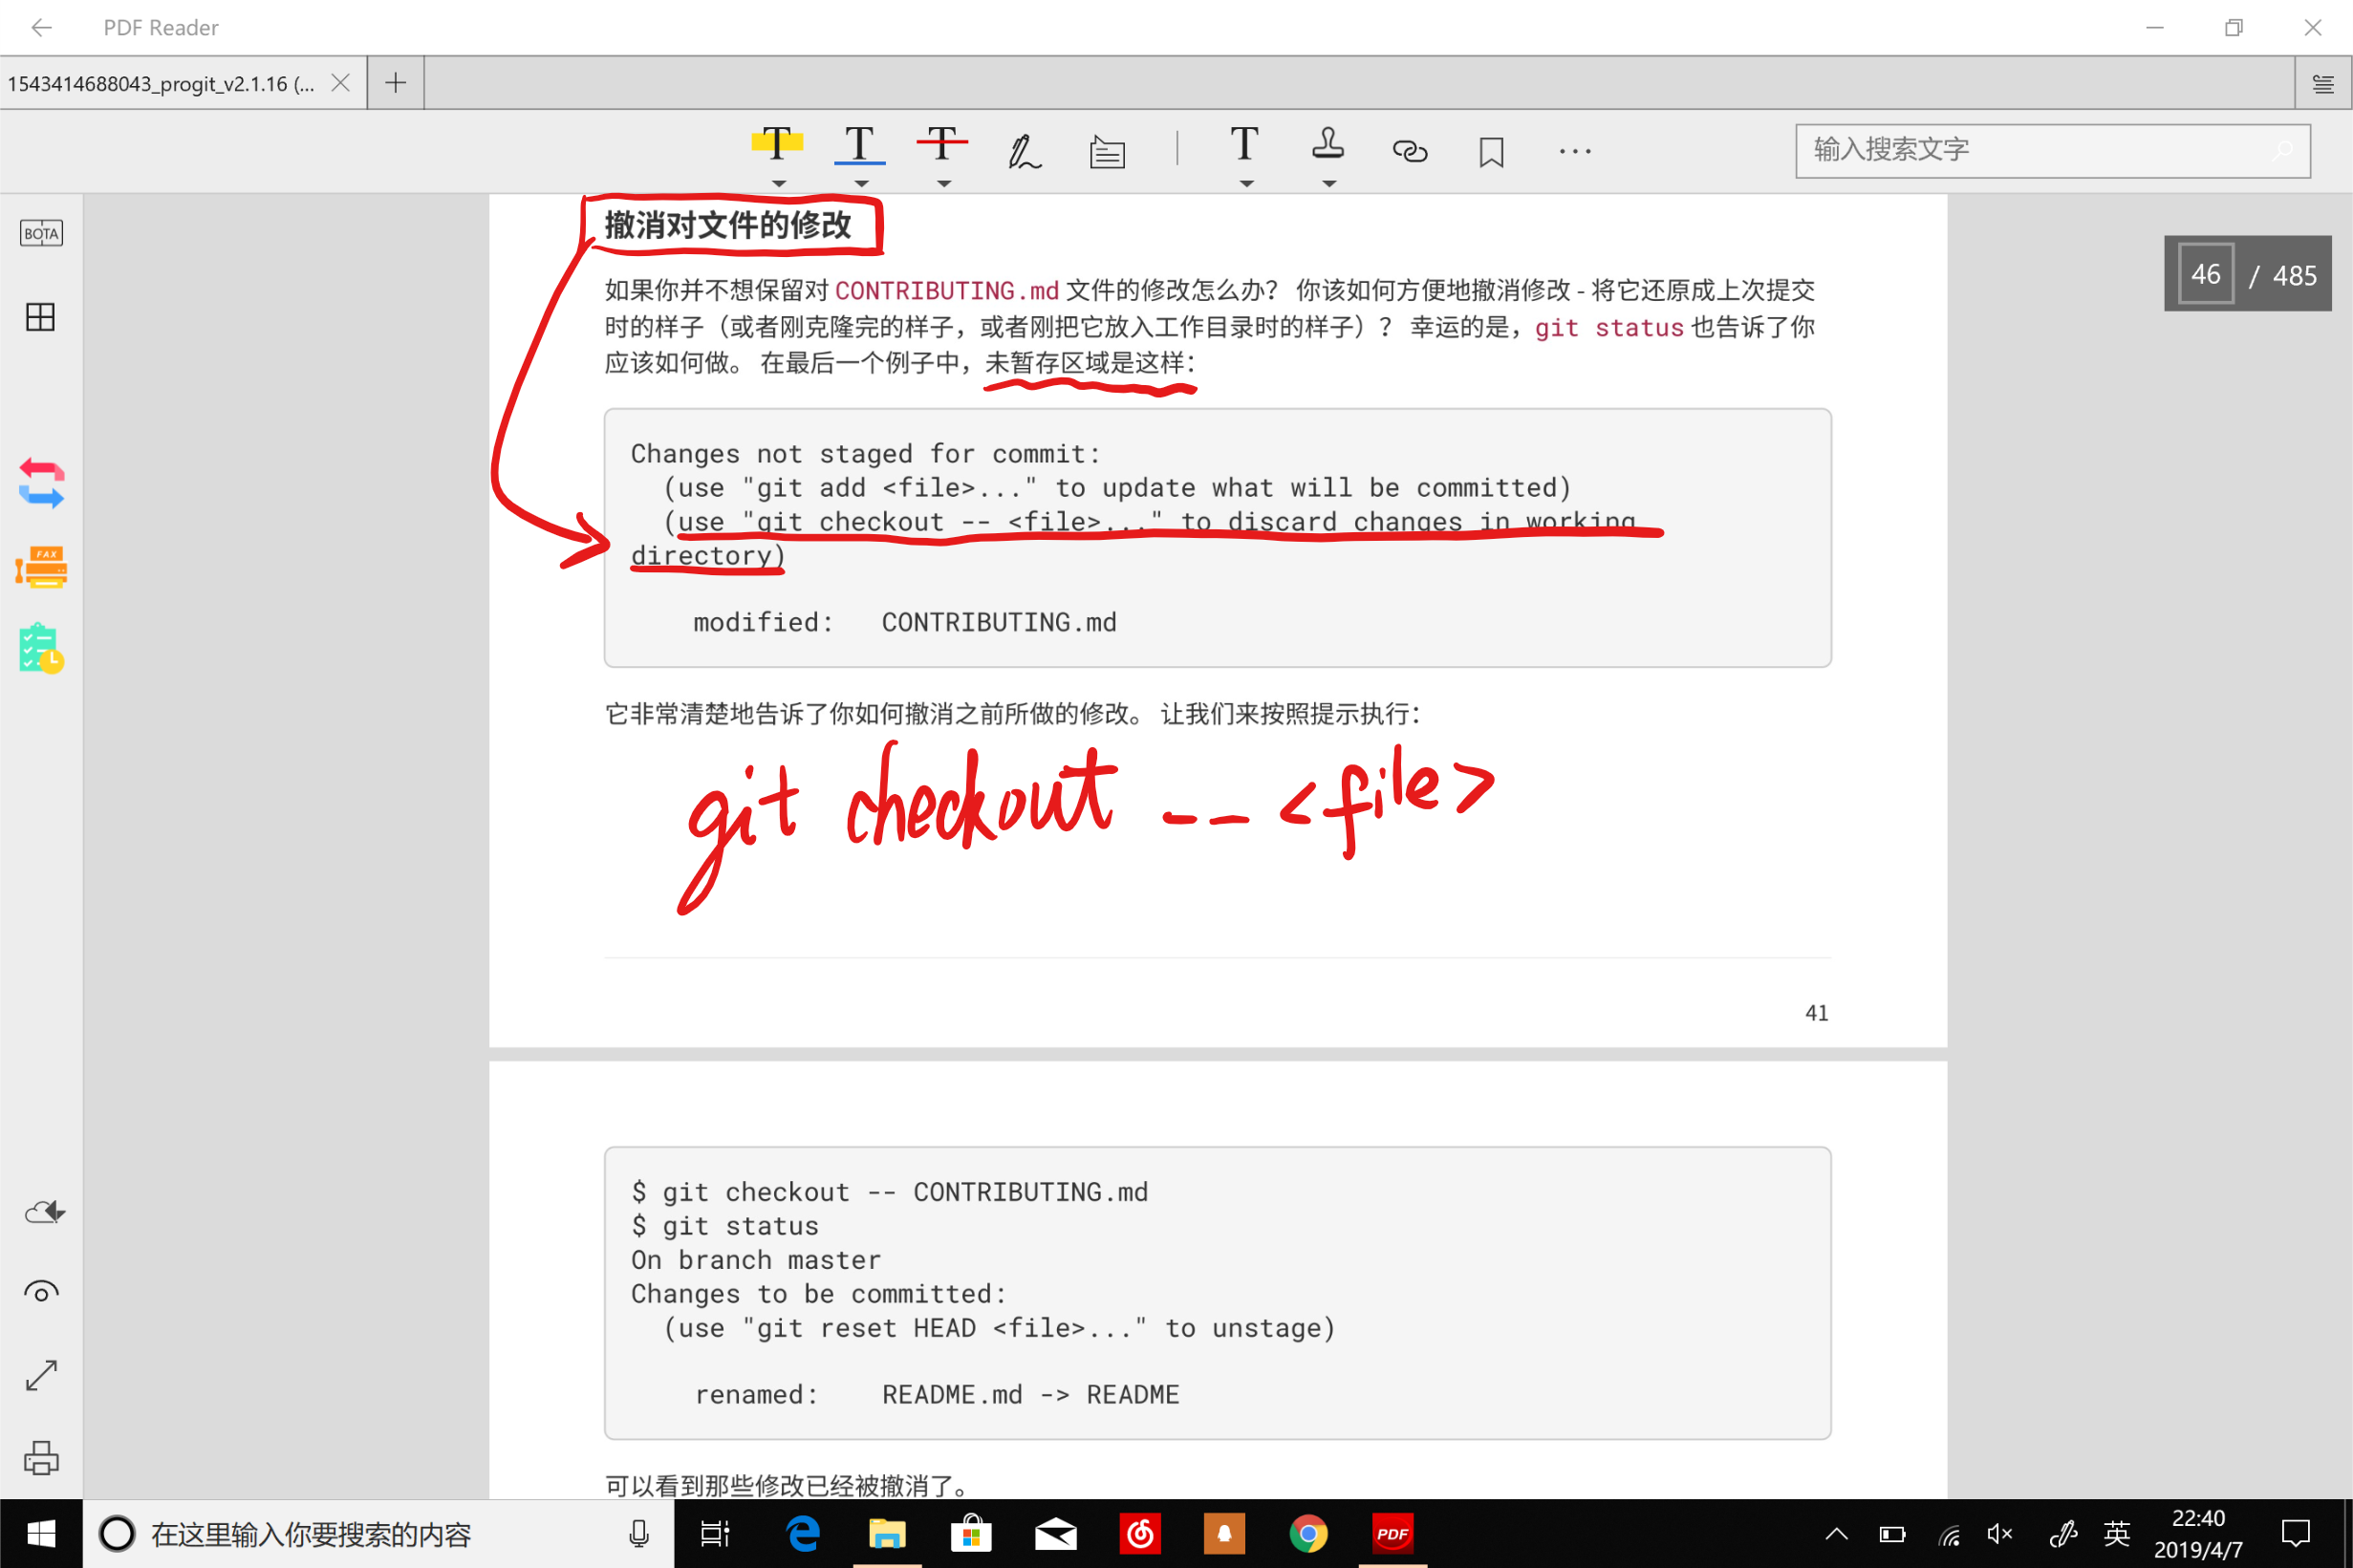 PDF Reader
1543414688043_progit_v2.1.16 (...
输入搜索文字
BOTA
46 / 485
FAX
撤消对文件的修改
如果你并不想保留对 CONTRIBUTING.md 文件的修改怎么办？ 你该如何方便地撤消修改 - 将它还原成上次提交
时的样子（或者刚克隆完的样子，或者刚把它放入工作目录时的样子）？ 幸运的是，git status 也告诉了你
应该如何做。 在最后一个例子中，未暂存区域是这样：
Changes not staged for commit:
(use "git add <file>..." to update what will be committed)
(use "git checkout -- <file>..." to discard changes in working
directory)
modified:   CONTRIBUTING.md
它非常清楚地告诉了你如何撤消之前所做的修改。 让我们来按照提示执行：
git checkout -- <file>
41
$ git checkout -- CONTRIBUTING.md
$ git status
On branch master
Changes to be committed:
(use "git reset HEAD <file>..." to unstage)
renamed:    README.md -> README
可以看到那些修改已经被撤消了。
在这里输入你要搜索的内容
PDF
英
22:40
2019/4/7